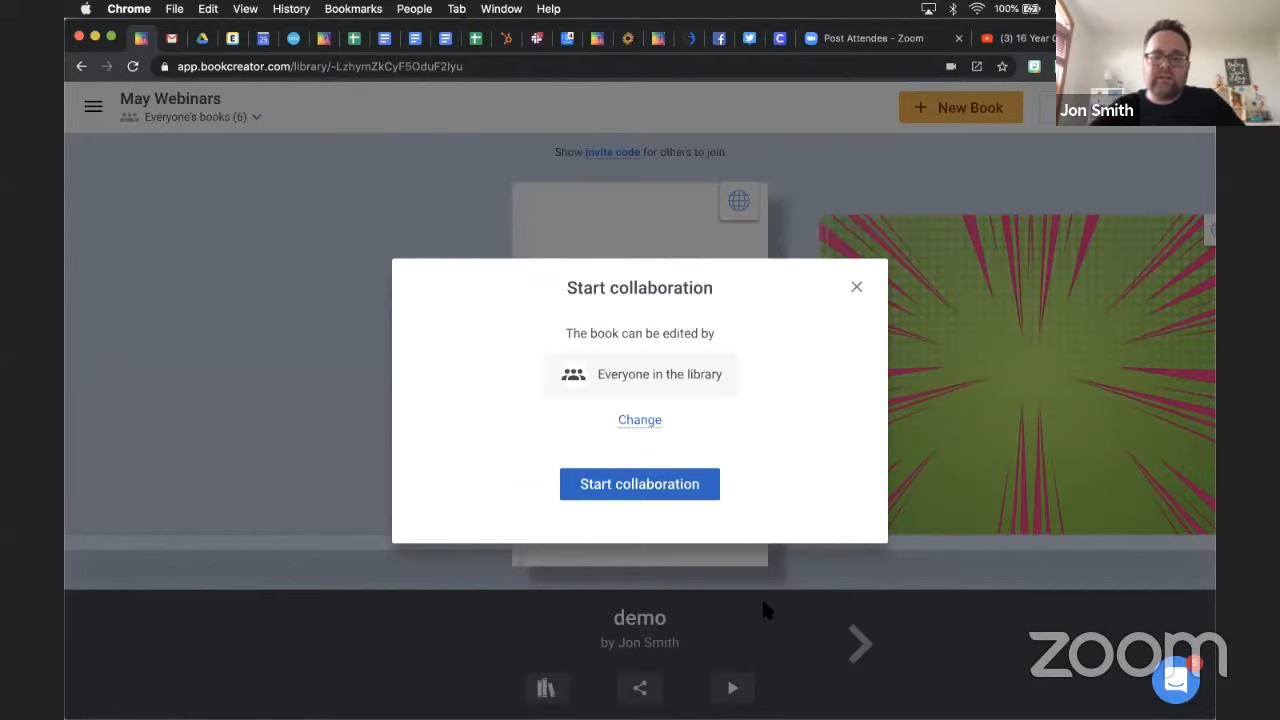 Chrome File Edit View History Bookmarks People Tab Window Help 100%
Post Attendee - Zoom (3) 16 Year
app.bookcreator.com/library/-LzhymZkCyF5OduF2Iyu
Jon Smith
May Webinars
Everyone's books (6)
+ New Book
Show invite code for others to join
Start collaboration
The book can be edited by
Everyone in the library
Change
Start collaboration
demo
by Jon Smith
zoom
5